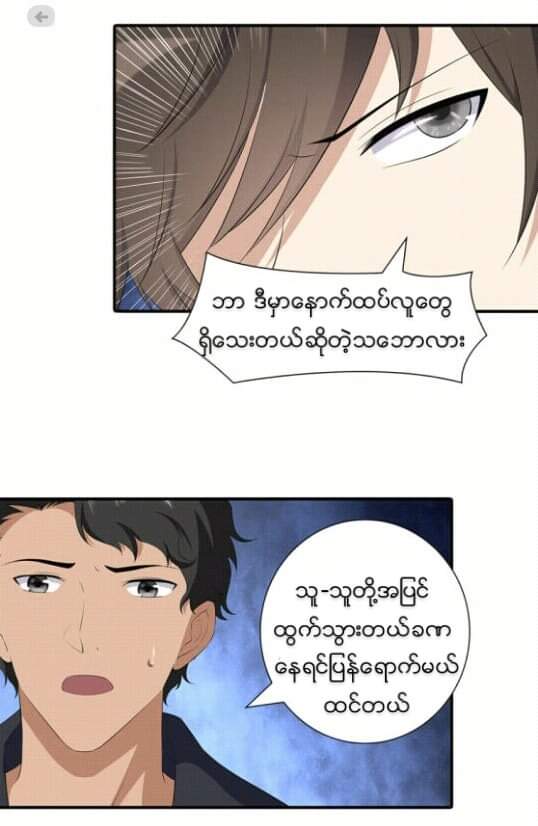 ဘာ ဒီမှာနောက်ထပ်လူတွေ
ရှိသေးတယ်ဆိုတဲ့သဘောလား
သူ-သူတို့အပြင်
ထွက်သွားတယ်ခဏ
နေရင်ပြန်ရောက်မယ်
ထင်တယ်